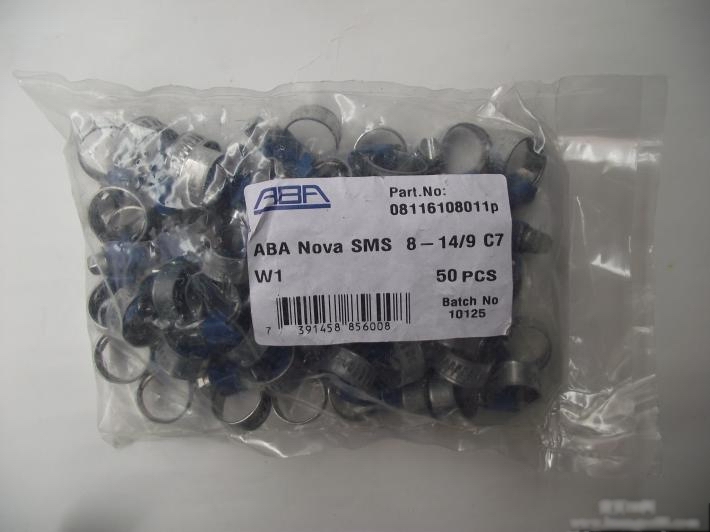 ABA
Part.No:
08116108011p
ABA Nova SMS 8-14/9 C7
W1
50 PCS
Batch No
10125
7 391458 856008